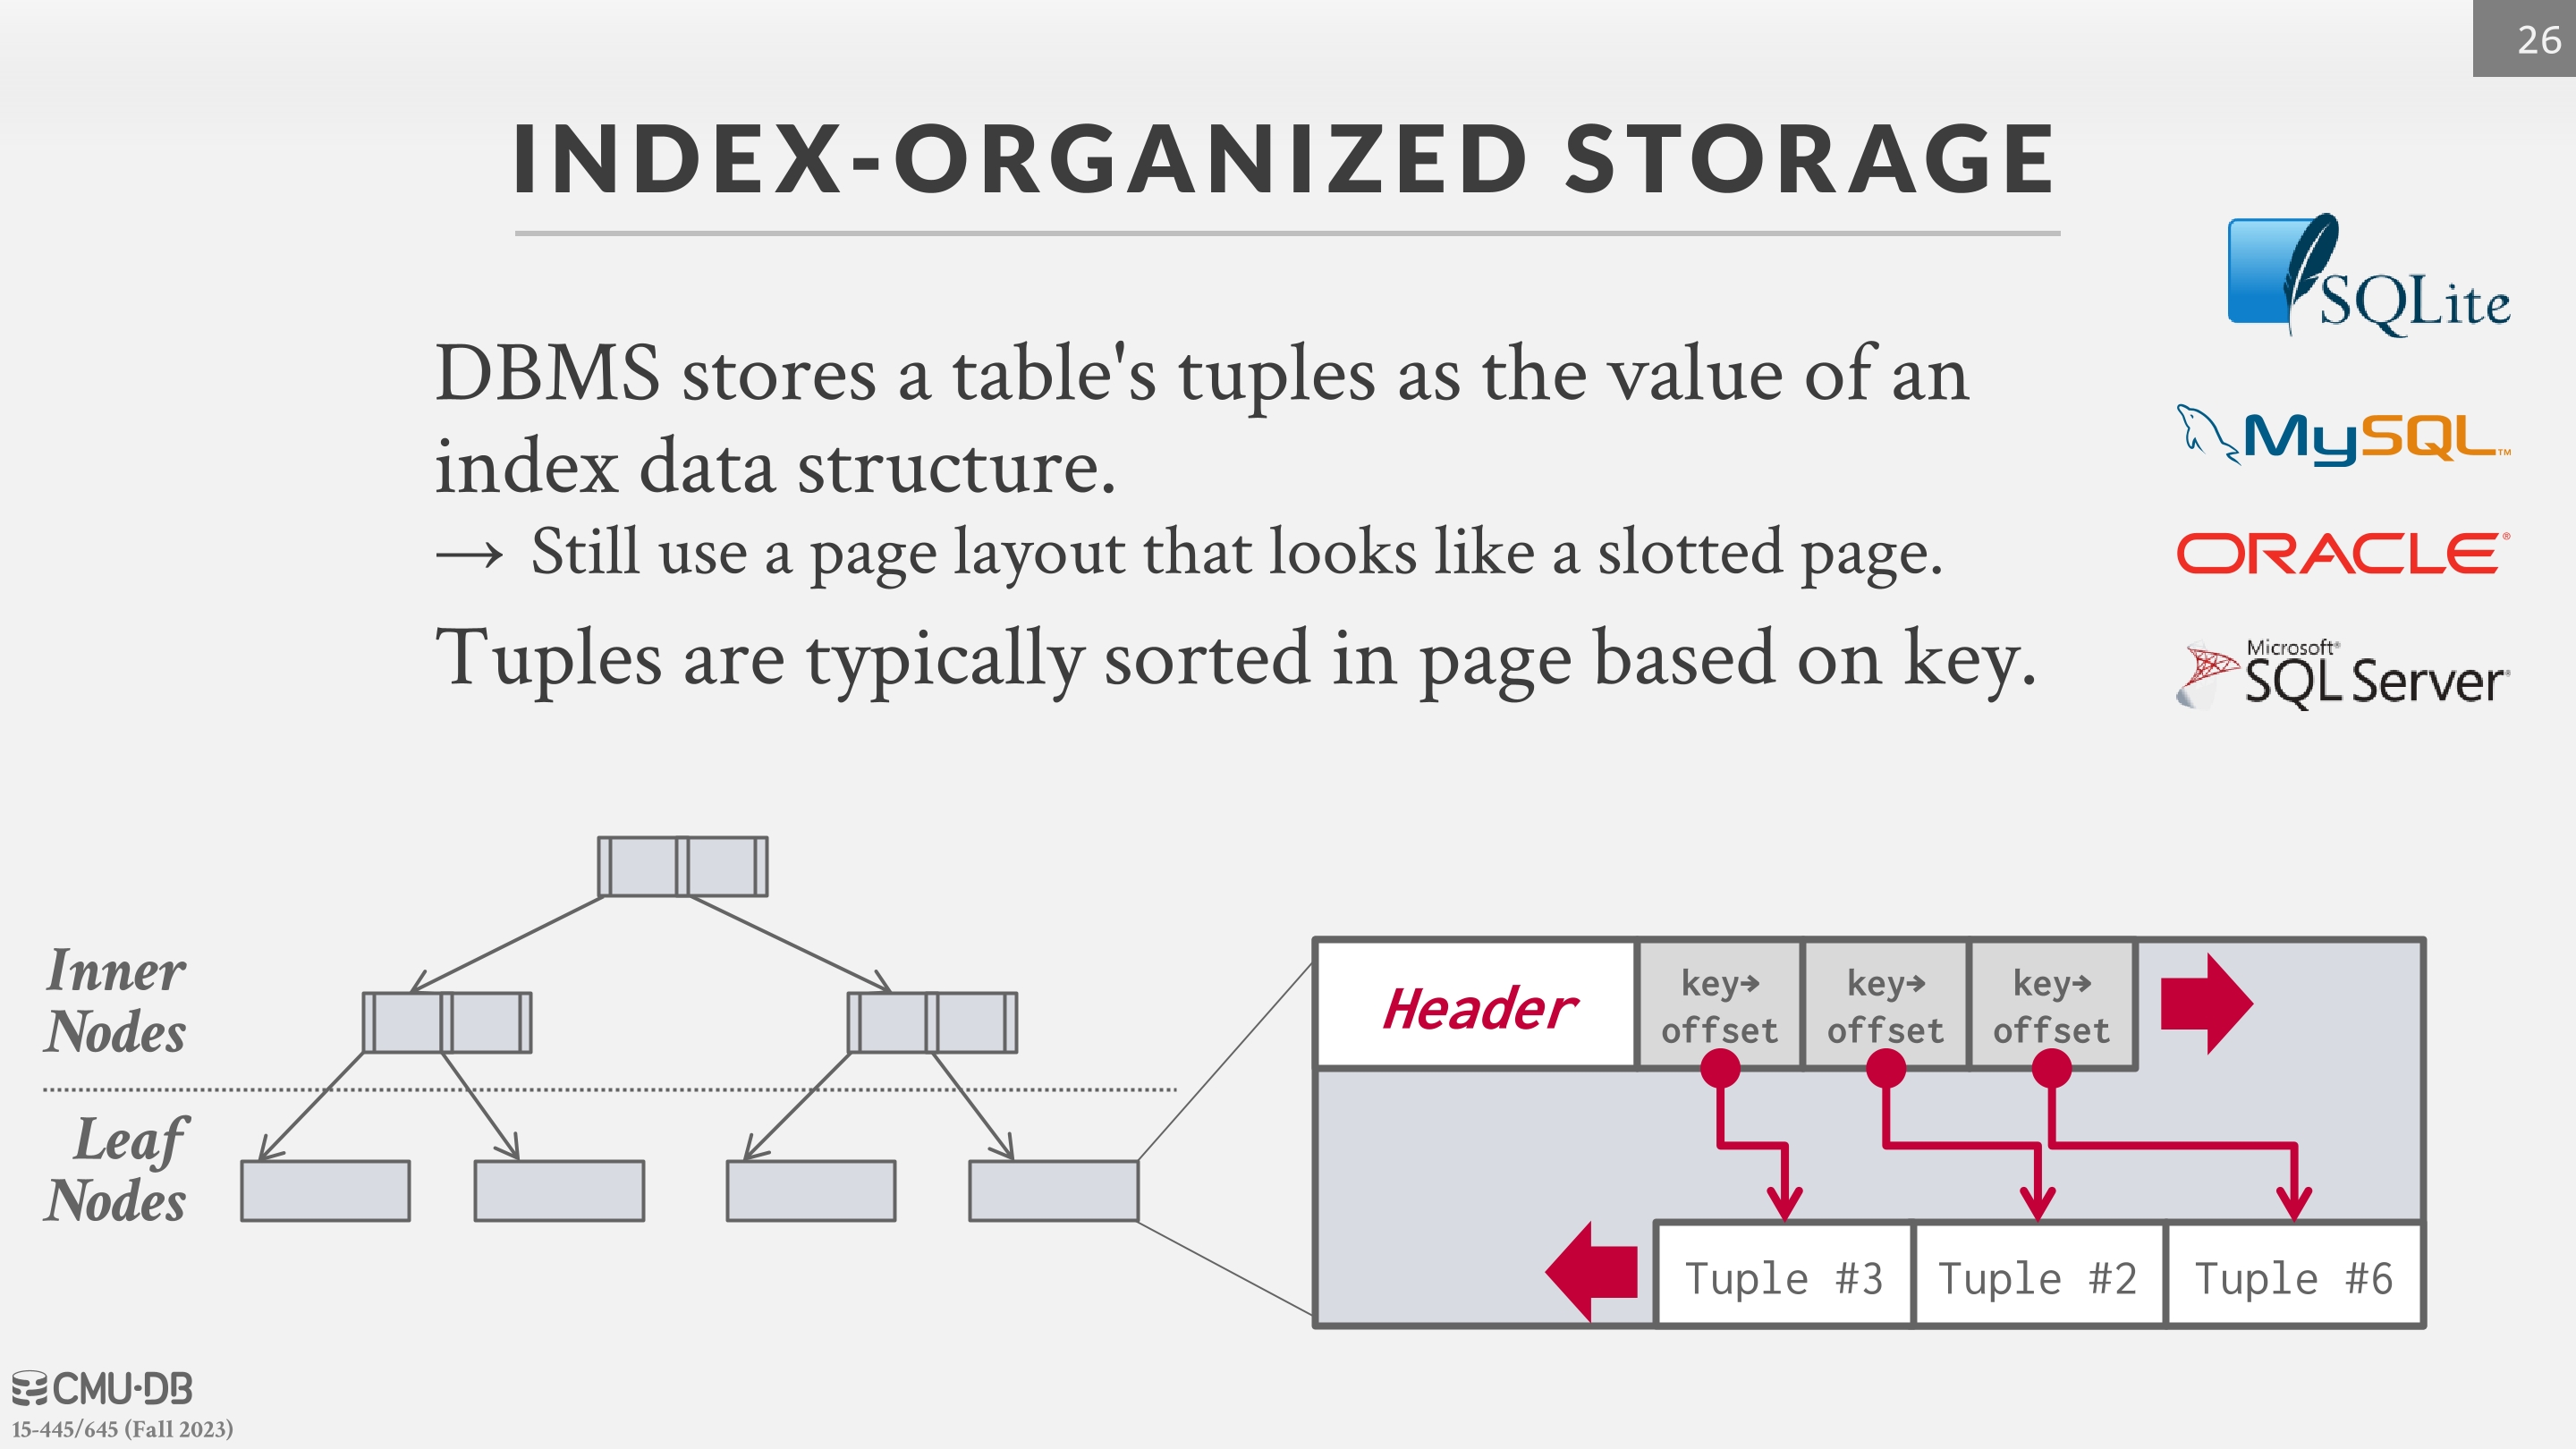 26
INDEX-ORGANIZED STORAGE
DBMS stores a table's tuples as the value of an
index data structure.
→ Still use a page layout that looks like a slotted page.
Tuples are typically sorted in page based on key.
SQLite
MySQL™
ORACLE®
Microsoft®
SQL Server®
Inner
Nodes
Leaf
Nodes
Header
key→
offset
key→
offset
key→
offset
Tuple #3
Tuple #2
Tuple #6
CMU·DB
15-445/645 (Fall 2023)